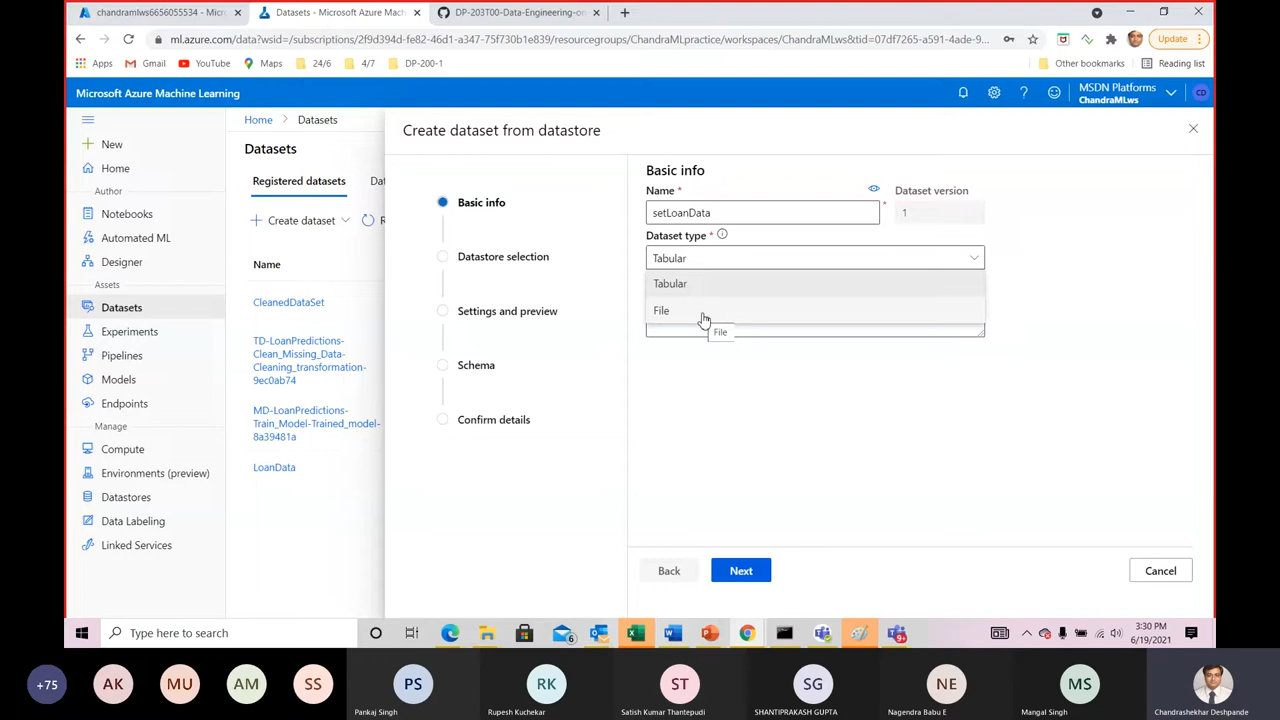 chandramlws6656055534 - Micros
Datasets - Microsoft Azure Machin
DP-203T00-Data-Engineering-on-
ml.azure.com/data?wsid=/subscriptions/2f9d394d-fe82-46d1-a347-75f730b1e839/resourcegroups/ChandraMLpractice/workspaces/ChandraMLws&tid=07df7265-a591-4ade-9...
Update
Apps
Gmail
YouTube
Maps
24/6
4/7
DP-200-1
Other bookmarks
Reading list
Microsoft Azure Machine Learning
MSDN Platforms
ChandraMLws
CD
New
Home
Author
Notebooks
Automated ML
Designer
Assets
Datasets
Experiments
Pipelines
Models
Endpoints
Manage
Compute
Environments (preview)
Datastores
Data Labeling
Linked Services
Home > Datasets
Datasets
Registered datasets
Dat
Create dataset
R
Name
CleanedDataSet
TD-LoanPredictions-
Clean_Missing_Data-
Cleaning_transformation-
9ec0ab74
MD-LoanPredictions-
Train_Model-Trained_model-
8a39481a
LoanData
Create dataset from datastore
Basic info
Datastore selection
Settings and preview
Schema
Confirm details
Basic info
Name *
Dataset version
setLoanData
*
1
Dataset type *
Tabular
Tabular
File
File
Back
Next
Cancel
Type here to search
6
9+
3:30 PM
6/19/2021
+75
AK
MU
AM
SS
PS
Pankaj Singh
RK
Rupesh Kuchekar
ST
Satish Kumar Thantepudi
SG
SHANTIPRAKASH GUPTA
NE
Nagendra Babu E
MS
Mangal Singh
Chandrashekhar Deshpande